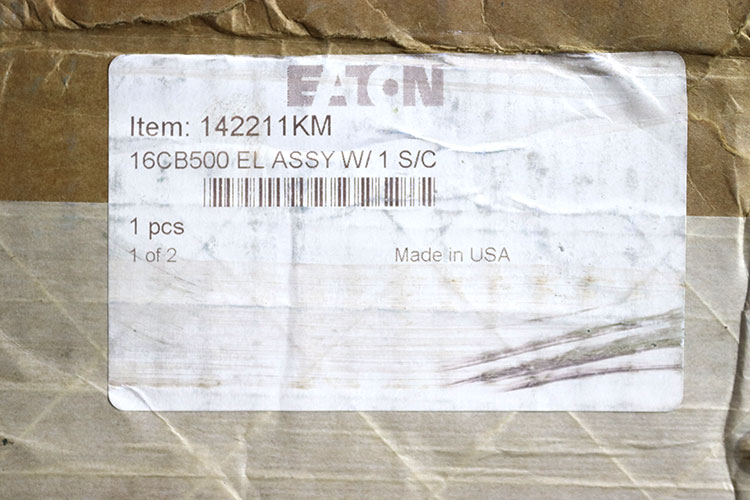 EATON
Item: 142211KM
16CB500 EL ASSY W/ 1 S/C
1 pcs
1 of 2
Made in USA